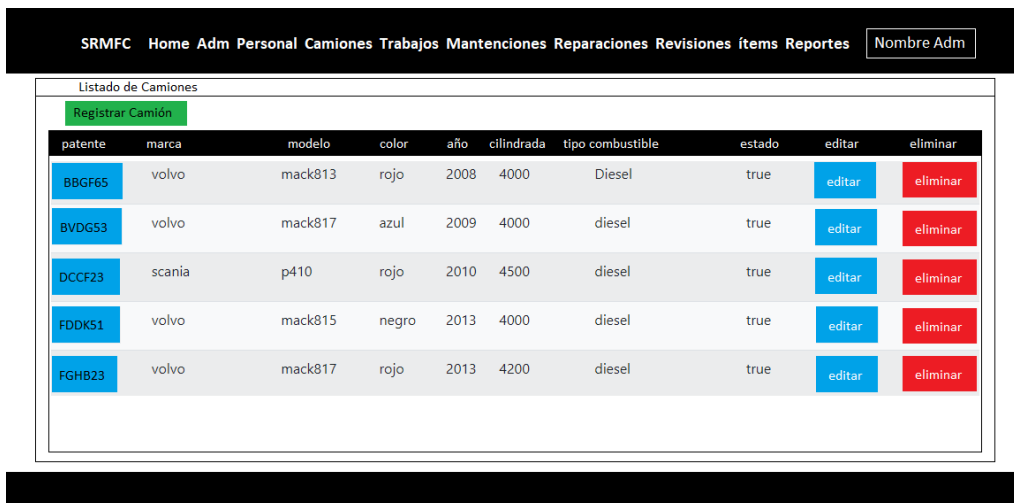 SRMFC Home Adm Personal Camiones Trabajos Mantenciones Reparaciones Revisiones ítems Reportes Nombre Adm
Listado de Camiones
Registrar Camión
patente marca modelo color año cilindrada tipo combustible estado editar eliminar
BBGF65 volvo mack813 rojo 2008 4000 Diesel true editar eliminar
BVDG53 volvo mack817 azul 2009 4000 diesel true editar eliminar
DCCF23 scania p410 rojo 2010 4500 diesel true editar eliminar
FDDK51 volvo mack815 negro 2013 4000 diesel true editar eliminar
FGHB23 volvo mack817 rojo 2013 4200 diesel true editar eliminar